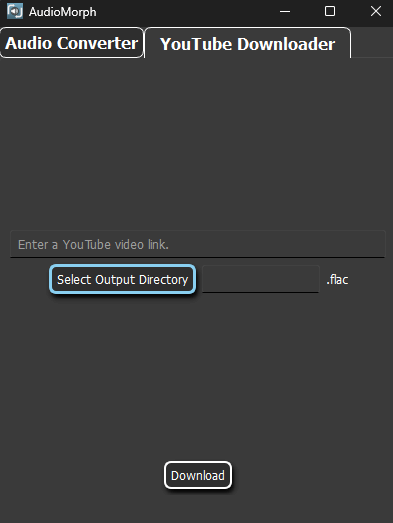 AudioMorph
Audio Converter YouTube Downloader
Enter a YouTube video link.
Select Output Directory .flac
Download